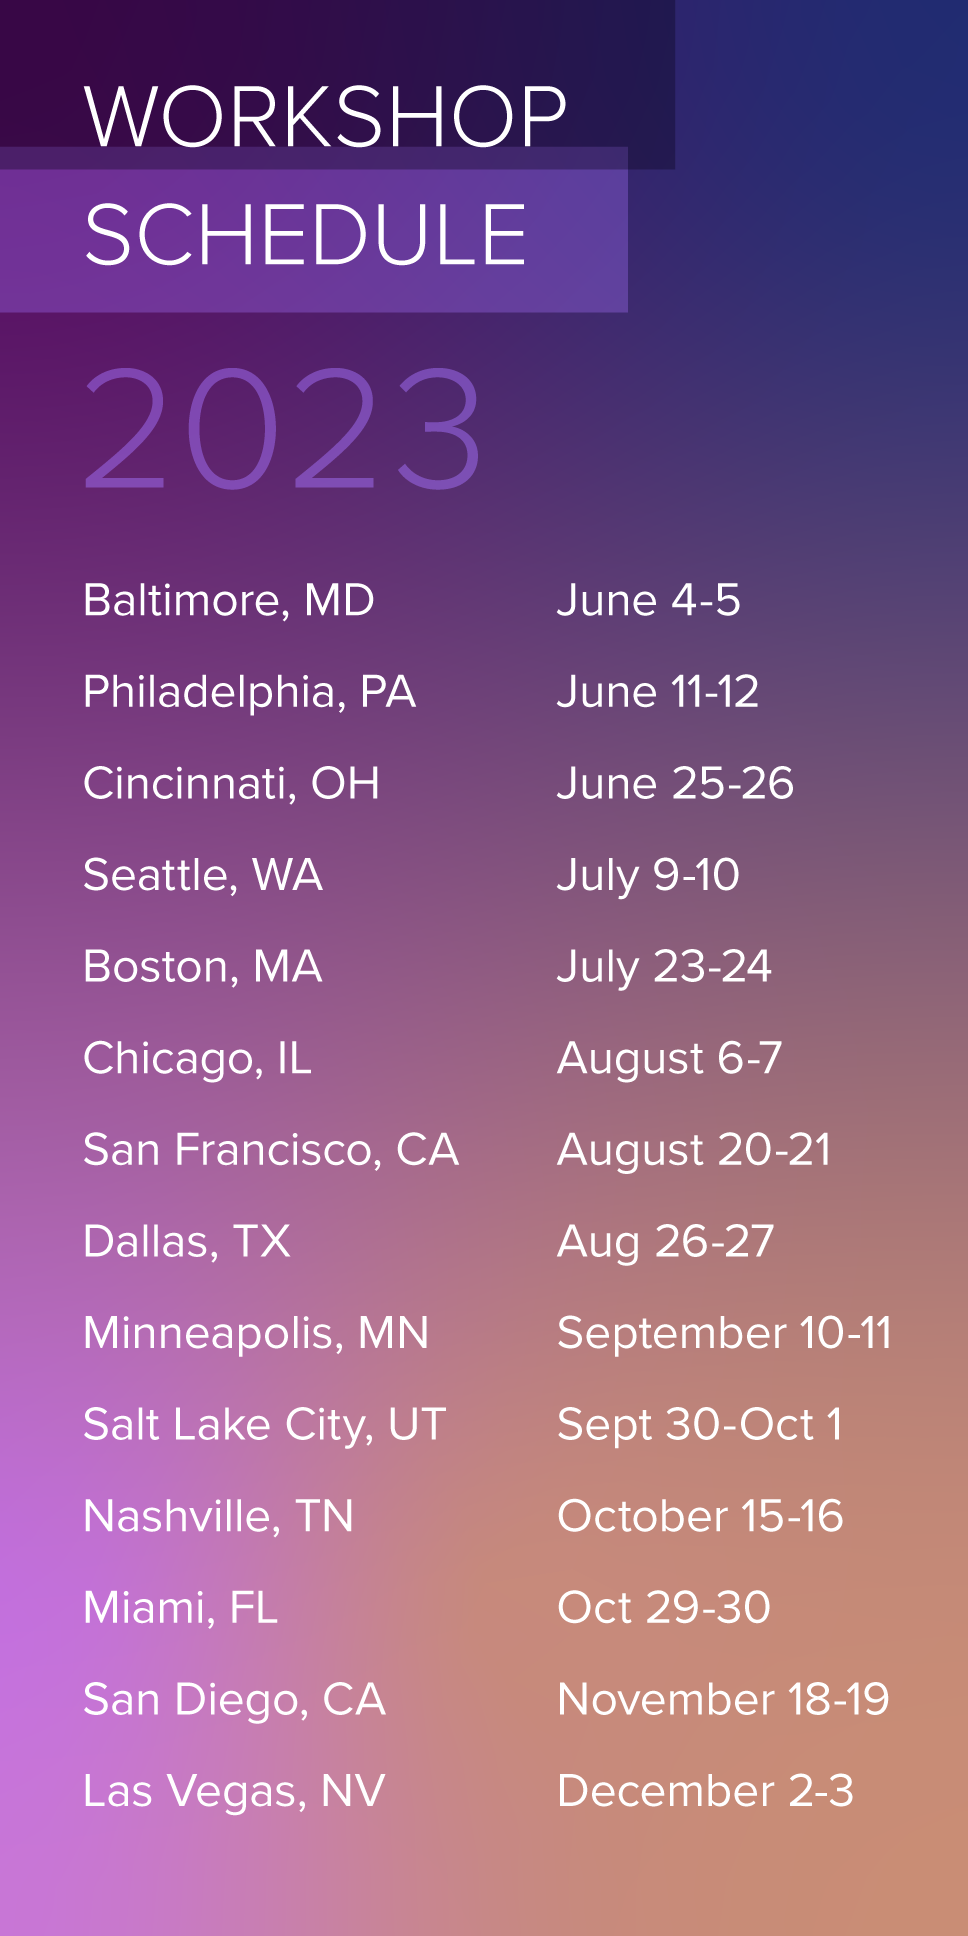 WORKSHOP
SCHEDULE
2023
Baltimore, MD June 4-5
Philadelphia, PA June 11-12
Cincinnati, OH June 25-26
Seattle, WA July 9-10
Boston, MA July 23-24
Chicago, IL August 6-7
San Francisco, CA August 20-21
Dallas, TX Aug 26-27
Minneapolis, MN September 10-11
Salt Lake City, UT Sept 30-Oct 1
Nashville, TN October 15-16
Miami, FL Oct 29-30
San Diego, CA November 18-19
Las Vegas, NV December 2-3